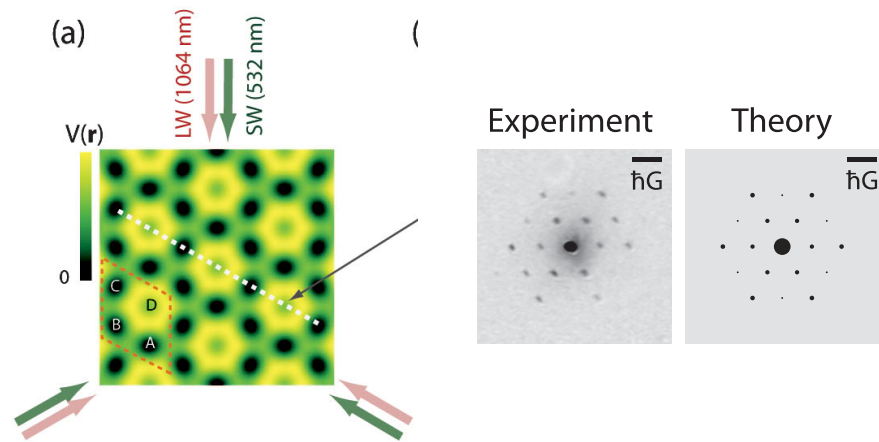 (a)
(
LW (1064 nm)
SW (532 nm)
V(r)
0
C
D
B
A
Experiment
Theory
ħG
ħG